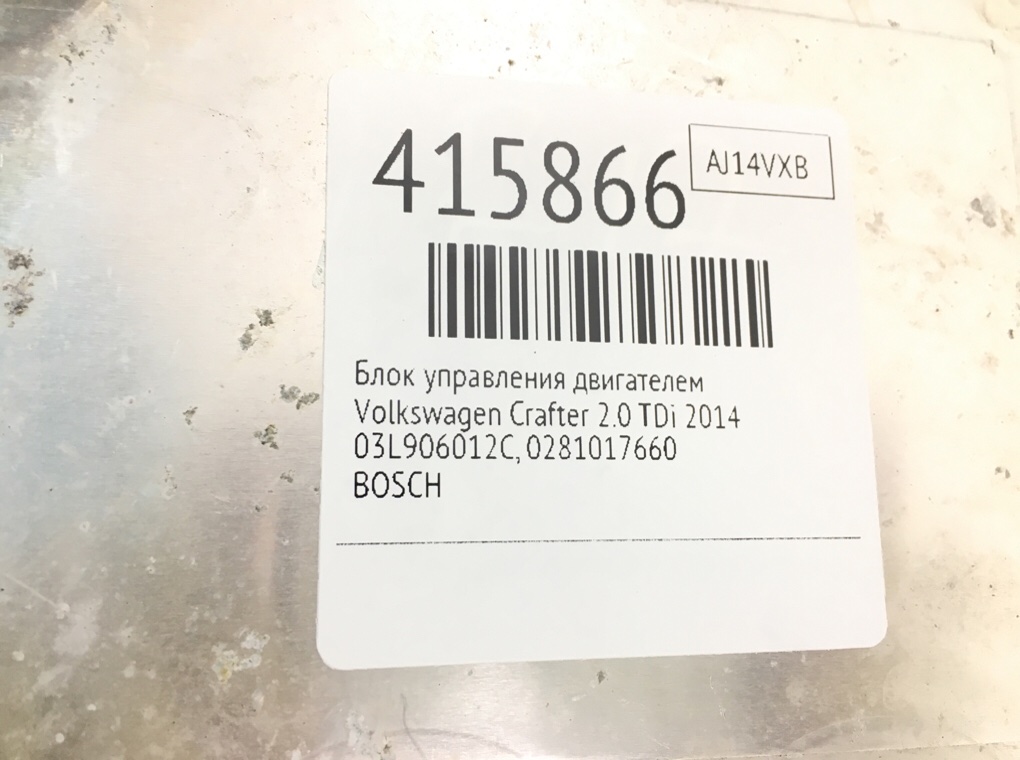 415866
AJ14VXB
Блок управления двигателем
Volkswagen Crafter 2.0 TDi 2014
03L906012C, 0281017660
BOSCH